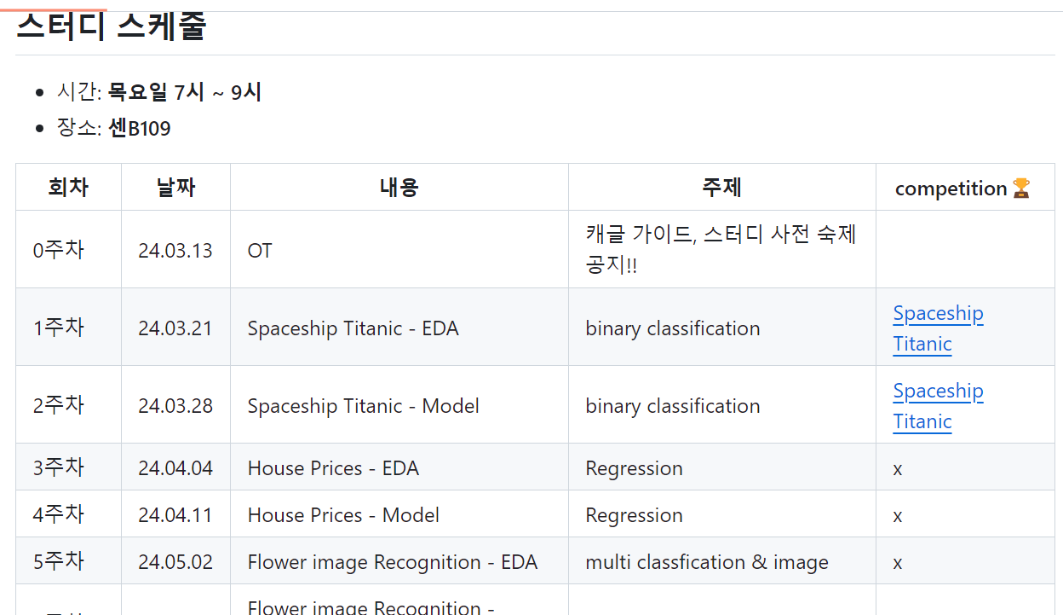 스터디 스케줄
시간: 목요일 7시 ~ 9시
장소: 센B109
회차 날짜 내용 주제 competition🏆
0주차 24.03.13 OT 캐글 가이드, 스터디 사전 숙제
공지!!
1주차 24.03.21 Spaceship Titanic - EDA binary classification Spaceship
Titanic
2주차 24.03.28 Spaceship Titanic - Model binary classification Spaceship
Titanic
3주차 24.04.04 House Prices - EDA Regression x
4주차 24.04.11 House Prices - Model Regression x
5주차 24.05.02 Flower image Recognition - EDA multi classfication & image x
Flower image Recognition -